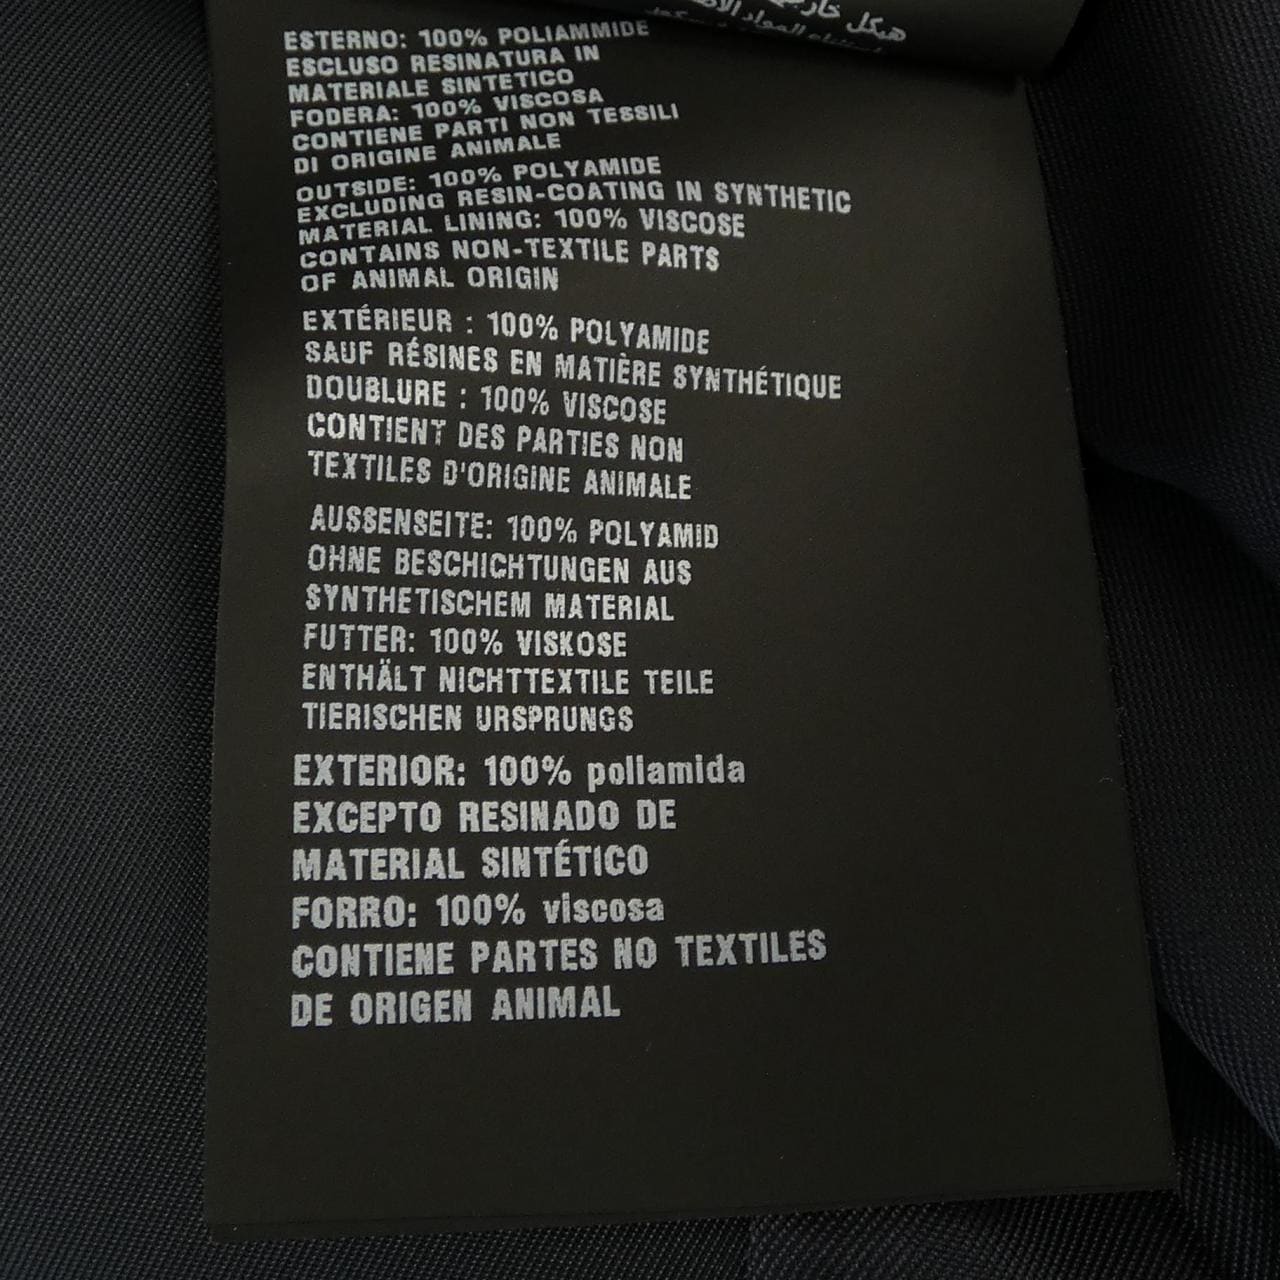 هيكل خارجي
ESTERNO: 100% POLIAMMIDE
ESCLUSO RESINATURA IN
MATERIALE SINTETICO
FODERA: 100% VISCOSA
CONTIENE PARTI NON TESSILI
DI ORIGINE ANIMALE
OUTSIDE: 100% POLYAMIDE
EXCLUDING RESIN-COATING IN SYNTHETIC
MATERIAL LINING: 100% VISCOSE
CONTAINS NON-TEXTILE PARTS
OF ANIMAL ORIGIN
EXTÉRIEUR : 100% POLYAMIDE
SAUF RÉSINES EN MATIÈRE SYNTHÉTIQUE
DOUBLURE : 100% VISCOSE
CONTIENT DES PARTIES NON
TEXTILES D'ORIGINE ANIMALE
AUSSENSEITE: 100% POLYAMID
OHNE BESCHICHTUNGEN AUS
SYNTHETISCHEM MATERIAL
FUTTER: 100% VISKOSE
ENTHÄLT NICHTTEXTILE TEILE
TIERISCHEN URSPRUNGS
EXTERIOR: 100% poliamida
EXCEPTO RESINADO DE
MATERIAL SINTÉTICO
FORRO: 100% viscosa
CONTIENE PARTES NO TEXTILES
DE ORIGEN ANIMAL